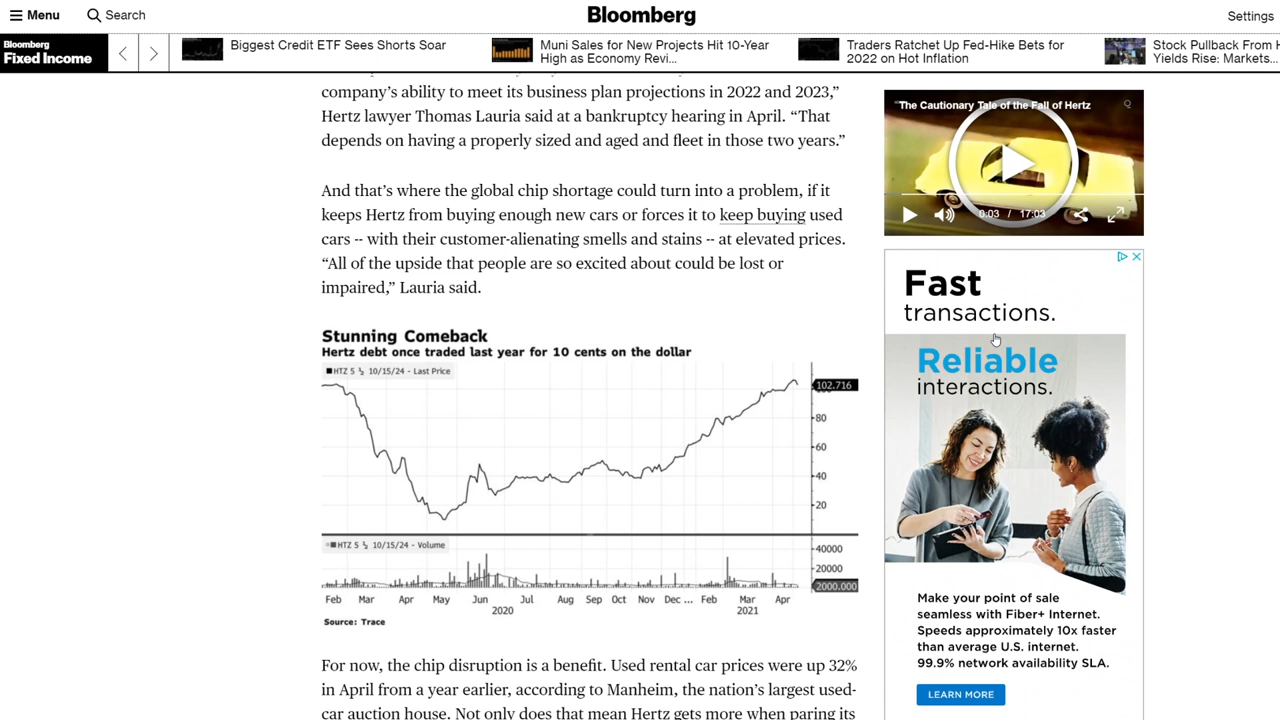 Menu
Search
Bloomberg
Settings
Bloomberg
Fixed Income
Biggest Credit ETF Sees Shorts Soar
Muni Sales for New Projects Hit 10-Year
High as Economy Revi...
Traders Ratchet Up Fed-Hike Bets for
2022 on Hot Inflation
Stock Pullback From
Yields Rise: Markets...
company’s ability to meet its business plan projections in 2022 and 2023,”
Hertz lawyer Thomas Lauria said at a bankruptcy hearing in April. “That
depends on having a properly sized and aged and fleet in those two years.”
And that’s where the global chip shortage could turn into a problem, if it
keeps Hertz from buying enough new cars or forces it to keep buying used
cars -- with their customer-alienating smells and stains -- at elevated prices.
“All of the upside that people are so excited about could be lost or
impaired,” Lauria said.
Stunning Comeback
Hertz debt once traded last year for 10 cents on the dollar
HTZ 5 ½ 10/15/24 - Last Price
102.716
80
60
40
20
HTZ 5 ½ 10/15/24 - Volume
40000
20000
2000.000
Feb Mar Apr May Jun Jul Aug Sep Oct Nov Dec ... Feb Mar Apr
2020 2021
Source: Trace
For now, the chip disruption is a benefit. Used rental car prices were up 32%
in April from a year earlier, according to Manheim, the nation’s largest used-
car auction house. Not only does that mean Hertz gets more when paring its
The Cautionary Tale of the Fall of Hertz
0:03 / 17:03
Fast
transactions.
Reliable
interactions.
Make your point of sale
seamless with Fiber+ Internet.
Speeds approximately 10x faster
than average U.S. internet.
99.9% network availability SLA.
LEARN MORE